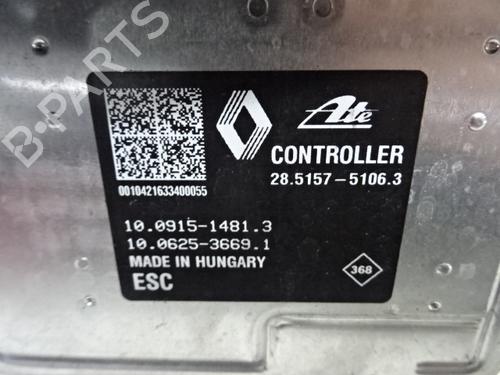 B-PARTS
Ate
CONTROLLER
28.5157-5106.3
0010421633400055
10.0915-1481.3
10.0625-3669.1
MADE IN HUNGARY
368
ESC